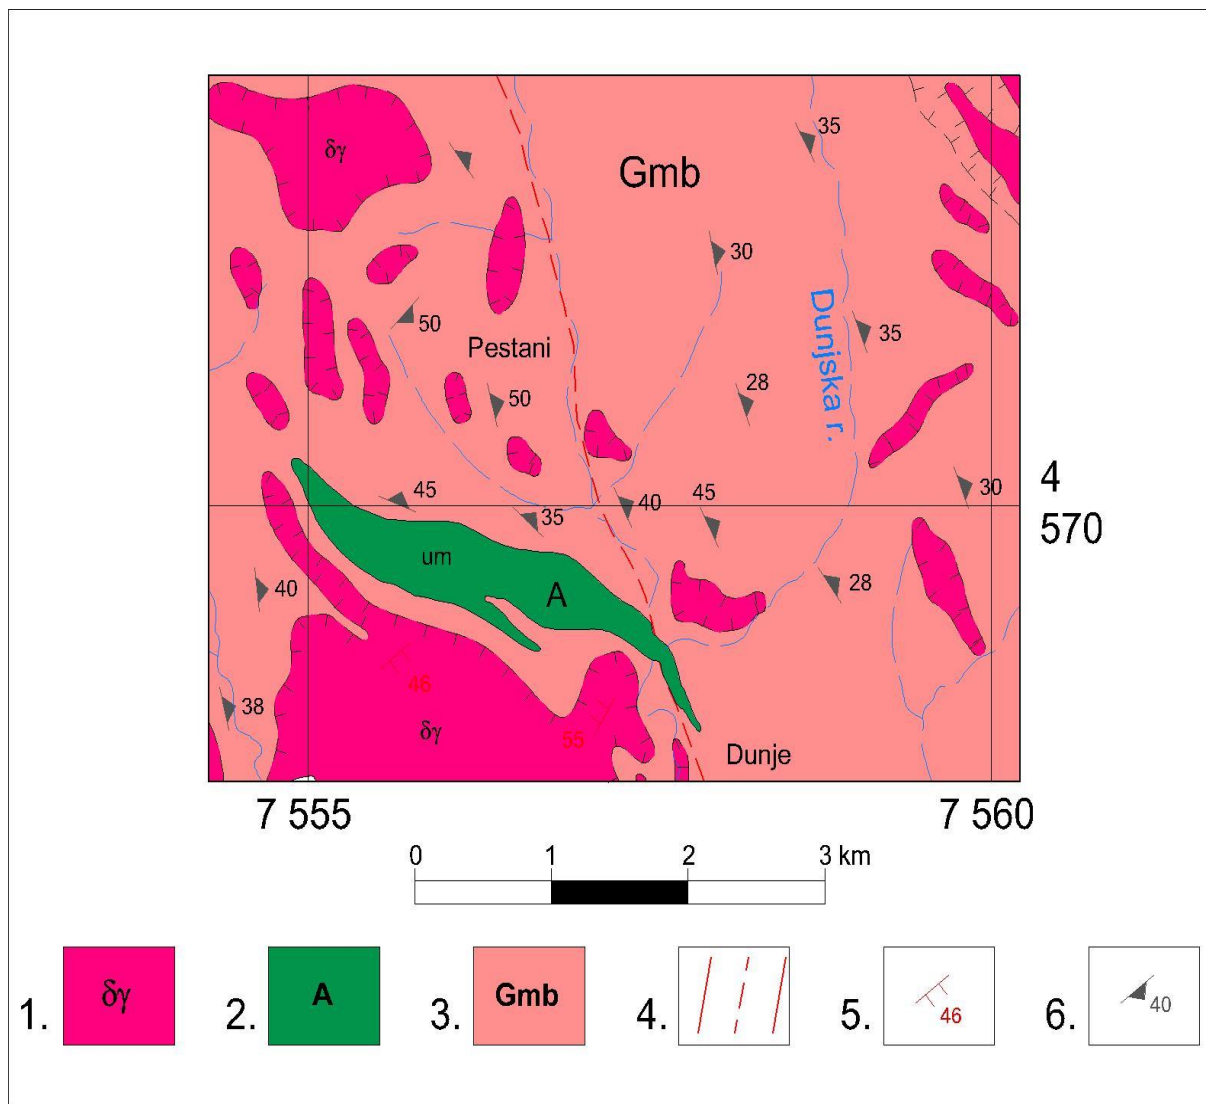 δγ
35
Gmb
30
50
Pestani
Dunjska r.
35
28
50
45
35
40
45
30
4
570
um
A
40
28
46
38
δγ
55
Dunje
7 555
7 560
0 1 2 3 km
1. δγ
2. A
3. Gmb
4.
5. 46
6. 40